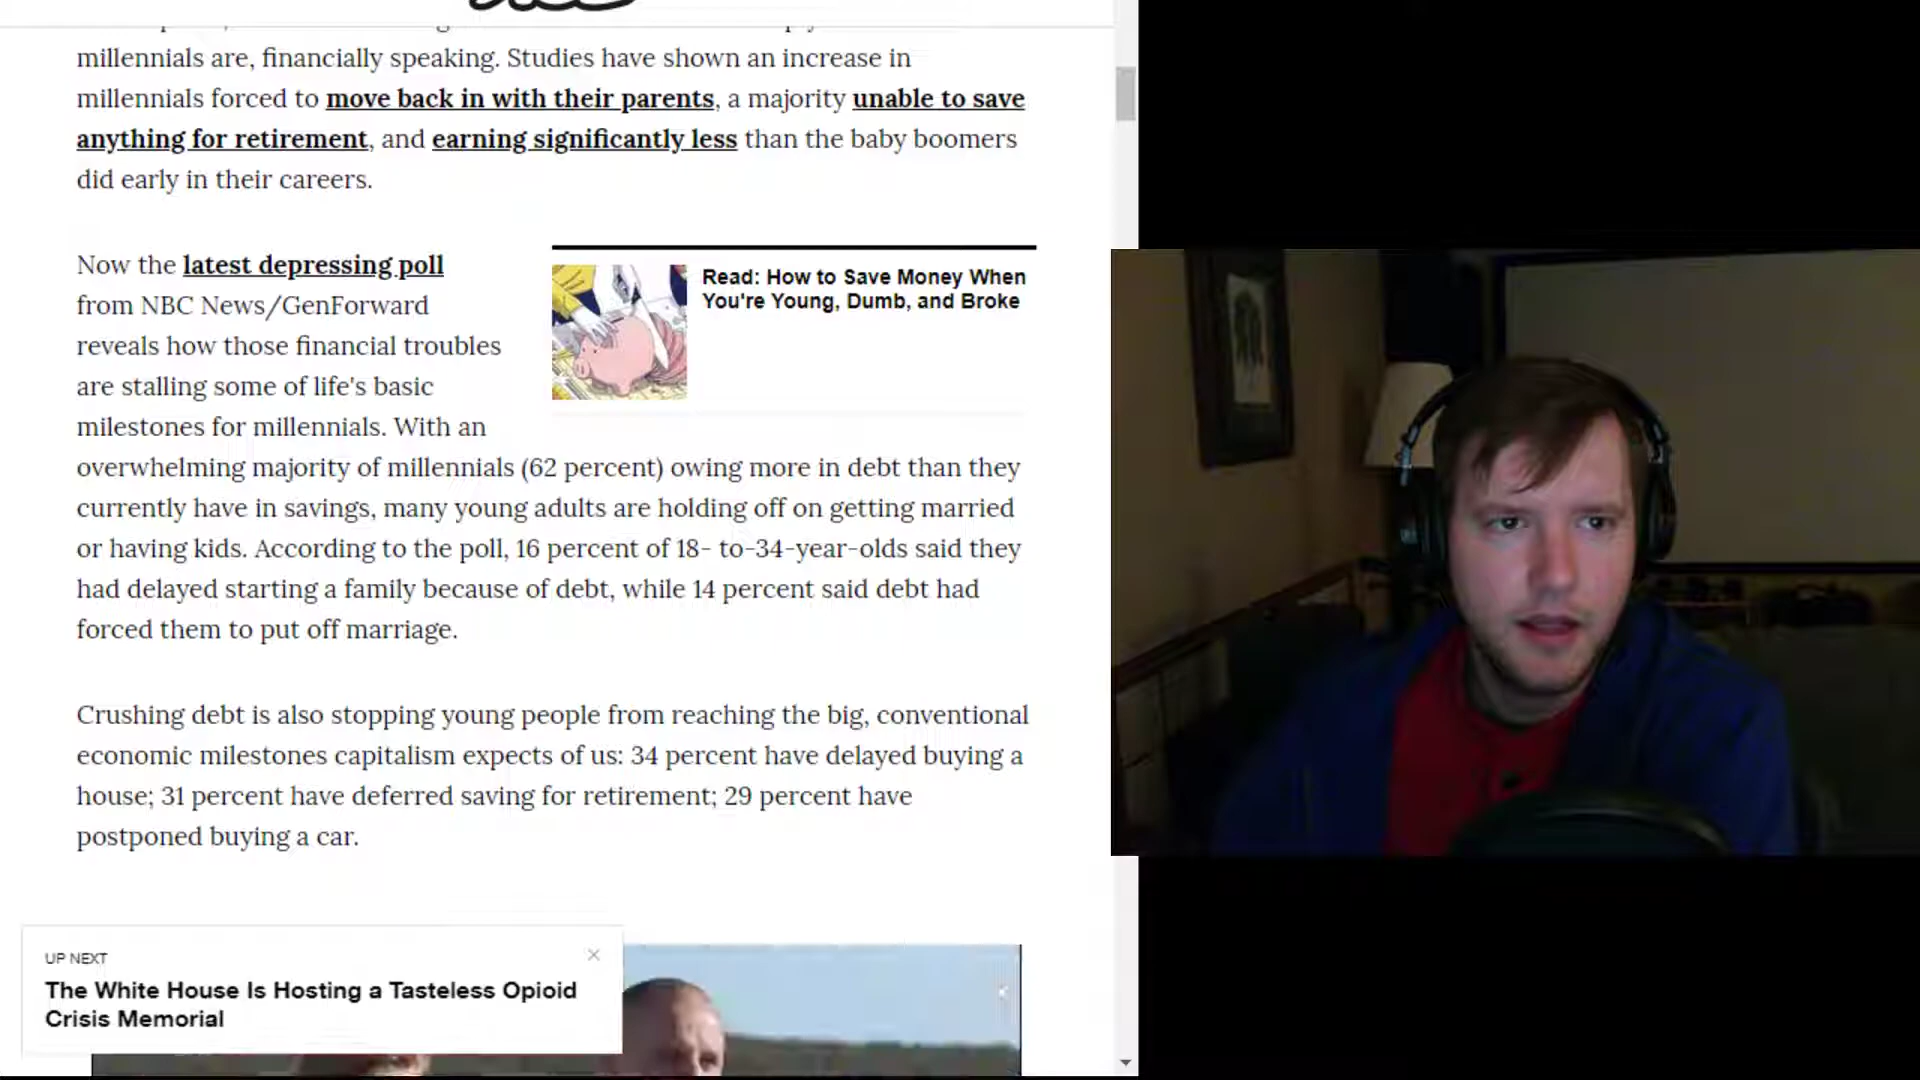 millennials are, financially speaking. Studies have shown an increase in
millennials forced to move back in with their parents, a majority unable to save
anything for retirement, and earning significantly less than the baby boomers
did early in their careers.
Now the latest depressing poll
from NBC News/GenForward
reveals how those financial troubles
are stalling some of life's basic
milestones for millennials. With an
Read: How to Save Money When
You're Young, Dumb, and Broke
overwhelming majority of millennials (62 percent) owing more in debt than they
currently have in savings, many young adults are holding off on getting married
or having kids. According to the poll, 16 percent of 18- to-34-year-olds said they
had delayed starting a family because of debt, while 14 percent said debt had
forced them to put off marriage.
Crushing debt is also stopping young people from reaching the big, conventional
economic milestones capitalism expects of us: 34 percent have delayed buying a
house; 31 percent have deferred saving for retirement; 29 percent have
postponed buying a car.
UP NEXT
The White House Is Hosting a Tasteless Opioid
Crisis Memorial